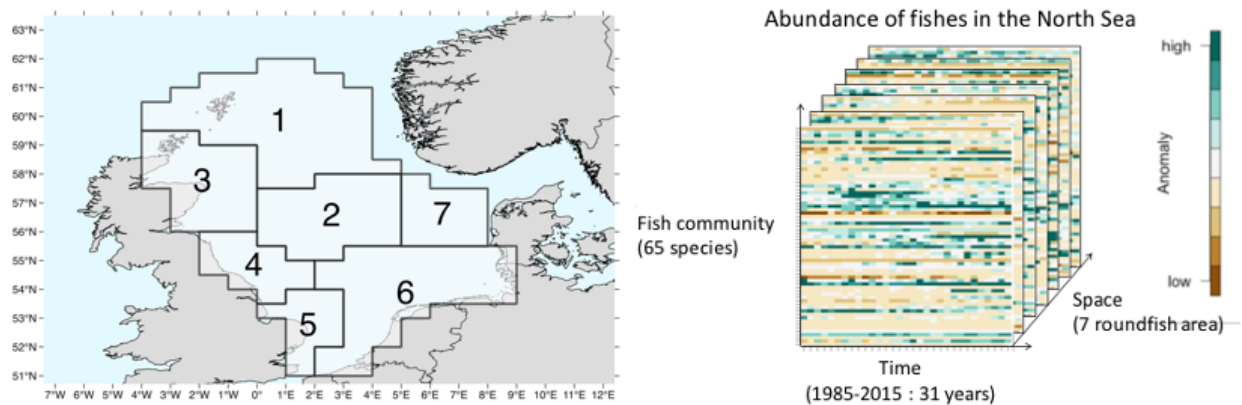 63°N
62°N
61°N
60°N
59°N
58°N
57°N
56°N
55°N
54°N
53°N
52°N
51°N
7°W 6°W 5°W 4°W 3°W 2°W 1°W 0° 1°E 2°E 3°E 4°E 5°E 6°E 7°E 8°E 9°E 10°E 11°E 12°E
1
3
2
7
4
6
5
Abundance of fishes in the North Sea
Fish community
(65 species)
Time
(1985-2015 : 31 years)
Space
(7 roundfish area)
high
Anomaly
low